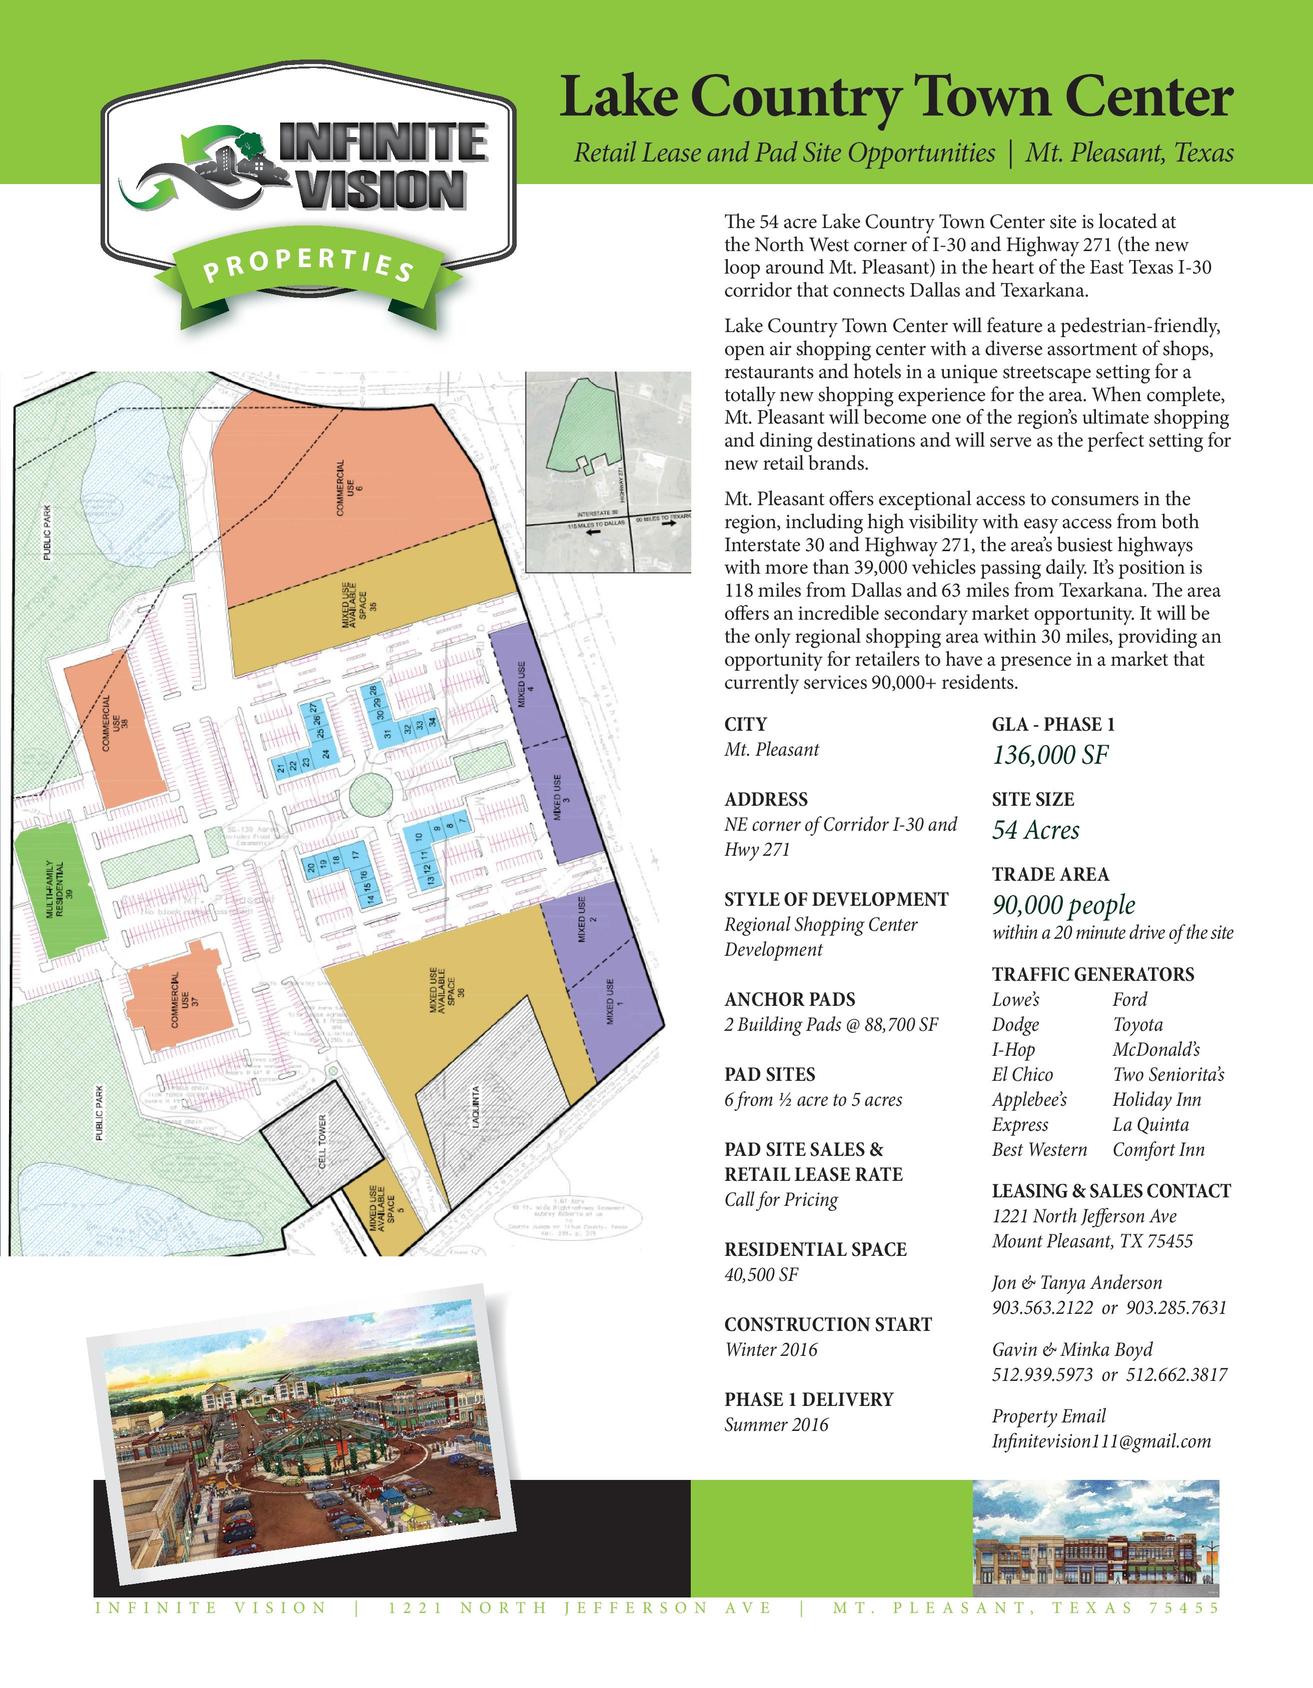 INFINITE
VISION
PROPERTIES
Lake Country Town Center
Retail Lease and Pad Site Opportunities | Mt. Pleasant, Texas
The 54 acre Lake Country Town Center site is located at
the North West corner of I-30 and Highway 271 (the new
loop around Mt. Pleasant) in the heart of the East Texas I-30
corridor that connects Dallas and Texarkana.
Lake Country Town Center will feature a pedestrian-friendly,
open air shopping center with a diverse assortment of shops,
restaurants and hotels in a unique streetscape setting for a
totally new shopping experience for the area. When complete,
Mt. Pleasant will become one of the region's ultimate shopping
and dining destinations and will serve as the perfect setting for
new retail brands.
Mt. Pleasant offers exceptional access to consumers in the
region, including high visibility with easy access from both
Interstate 30 and Highway 271, the area's busiest highways
with more than 39,000 vehicles passing daily. It's position is
118 miles from Dallas and 63 miles from Texarkana. The area
offers an incredible secondary market opportunity. It will be
the only regional shopping area within 30 miles, providing an
opportunity for retailers to have a presence in a market that
currently services 90,000+ residents.
CITY
Mt. Pleasant
ADDRESS
NE corner of Corridor I-30 and
Hwy 271
STYLE OF DEVELOPMENT
Regional Shopping Center
Development
ANCHOR PADS
2 Building Pads @ 88,700 SF
PAD SITES
6 from ½ acre to 5 acres
PAD SITE SALES &
RETAIL LEASE RATE
Call for Pricing
RESIDENTIAL SPACE
40,500 SF
CONSTRUCTION START
Winter 2016
PHASE 1 DELIVERY
Summer 2016
GLA - PHASE 1
136,000 SF
SITE SIZE
54 Acres
TRADE AREA
90,000 people
within a 20 minute drive of the site
TRAFFIC GENERATORS
Lowe's Ford
Dodge Toyota
I-Hop McDonald's
El Chico Two Seniorita's
Applebee's Holiday Inn
Express La Quinta
Best Western Comfort Inn
LEASING & SALES CONTACT
1221 North Jefferson Ave
Mount Pleasant, TX 75455
Jon & Tanya Anderson
903.563.2122 or 903.285.7631
Gavin & Minka Boyd
512.939.5973 or 512.662.3817
Property Email
Infinitevision111@gmail.com
PUBLIC PARK
COMMERCIAL
USE
6
MIXED USE
AVAILABLE
SPACE
35
HIGHWAY 271
INTERSTATE 30
115 MILES TO DALLAS
60 MILES TO TEXARK
COMMERCIAL
USE
38
MIXED USE
4
MIXED USE
3
MIXED USE
2
MIXED USE
1
21
22
23
24
25
26
27
28
29
30
31
32
33
34
20
19
18
17
16
15
14
13
12
11
10
9
8
7
MULTI-FAMILY
RESIDENTIAL
39
COMMERCIAL
USE
37
MIXED USE
AVAILABLE
SPACE
36
PUBLIC PARK
CELL TOWER
LAQUINTA
MIXED USE
AVAILABLE
SPACE
5
INFINITE VISION | 1221 NORTH JEFFERSON AVE | MT. PLEASANT, TEXAS 75455